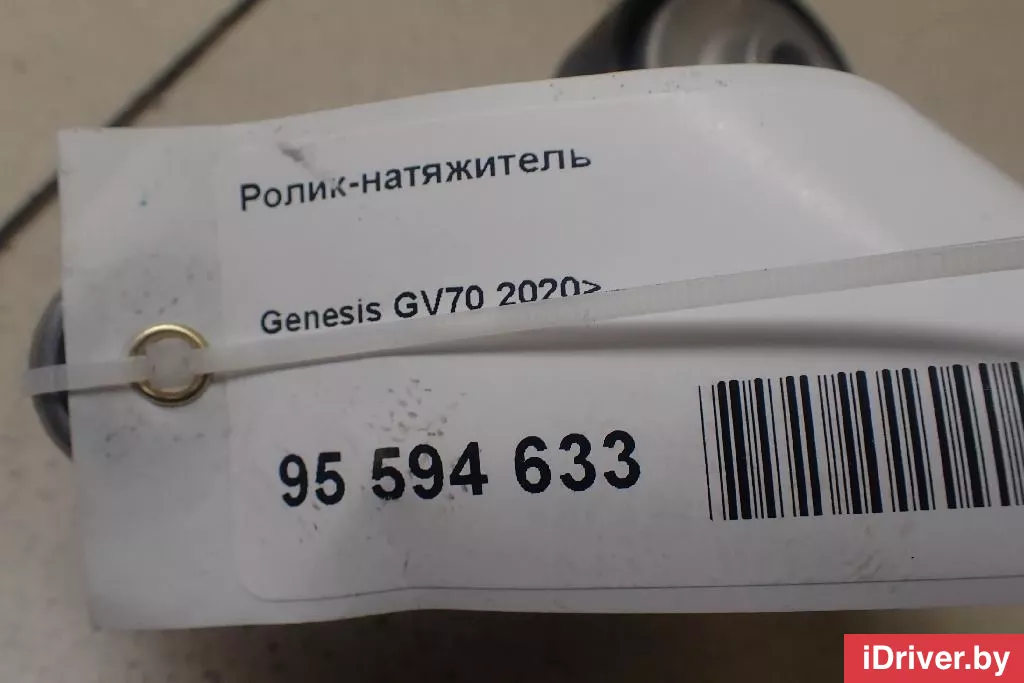 Ролик-натяжитель
Genesis GV70 2020>
95 594 633
iDriver.by